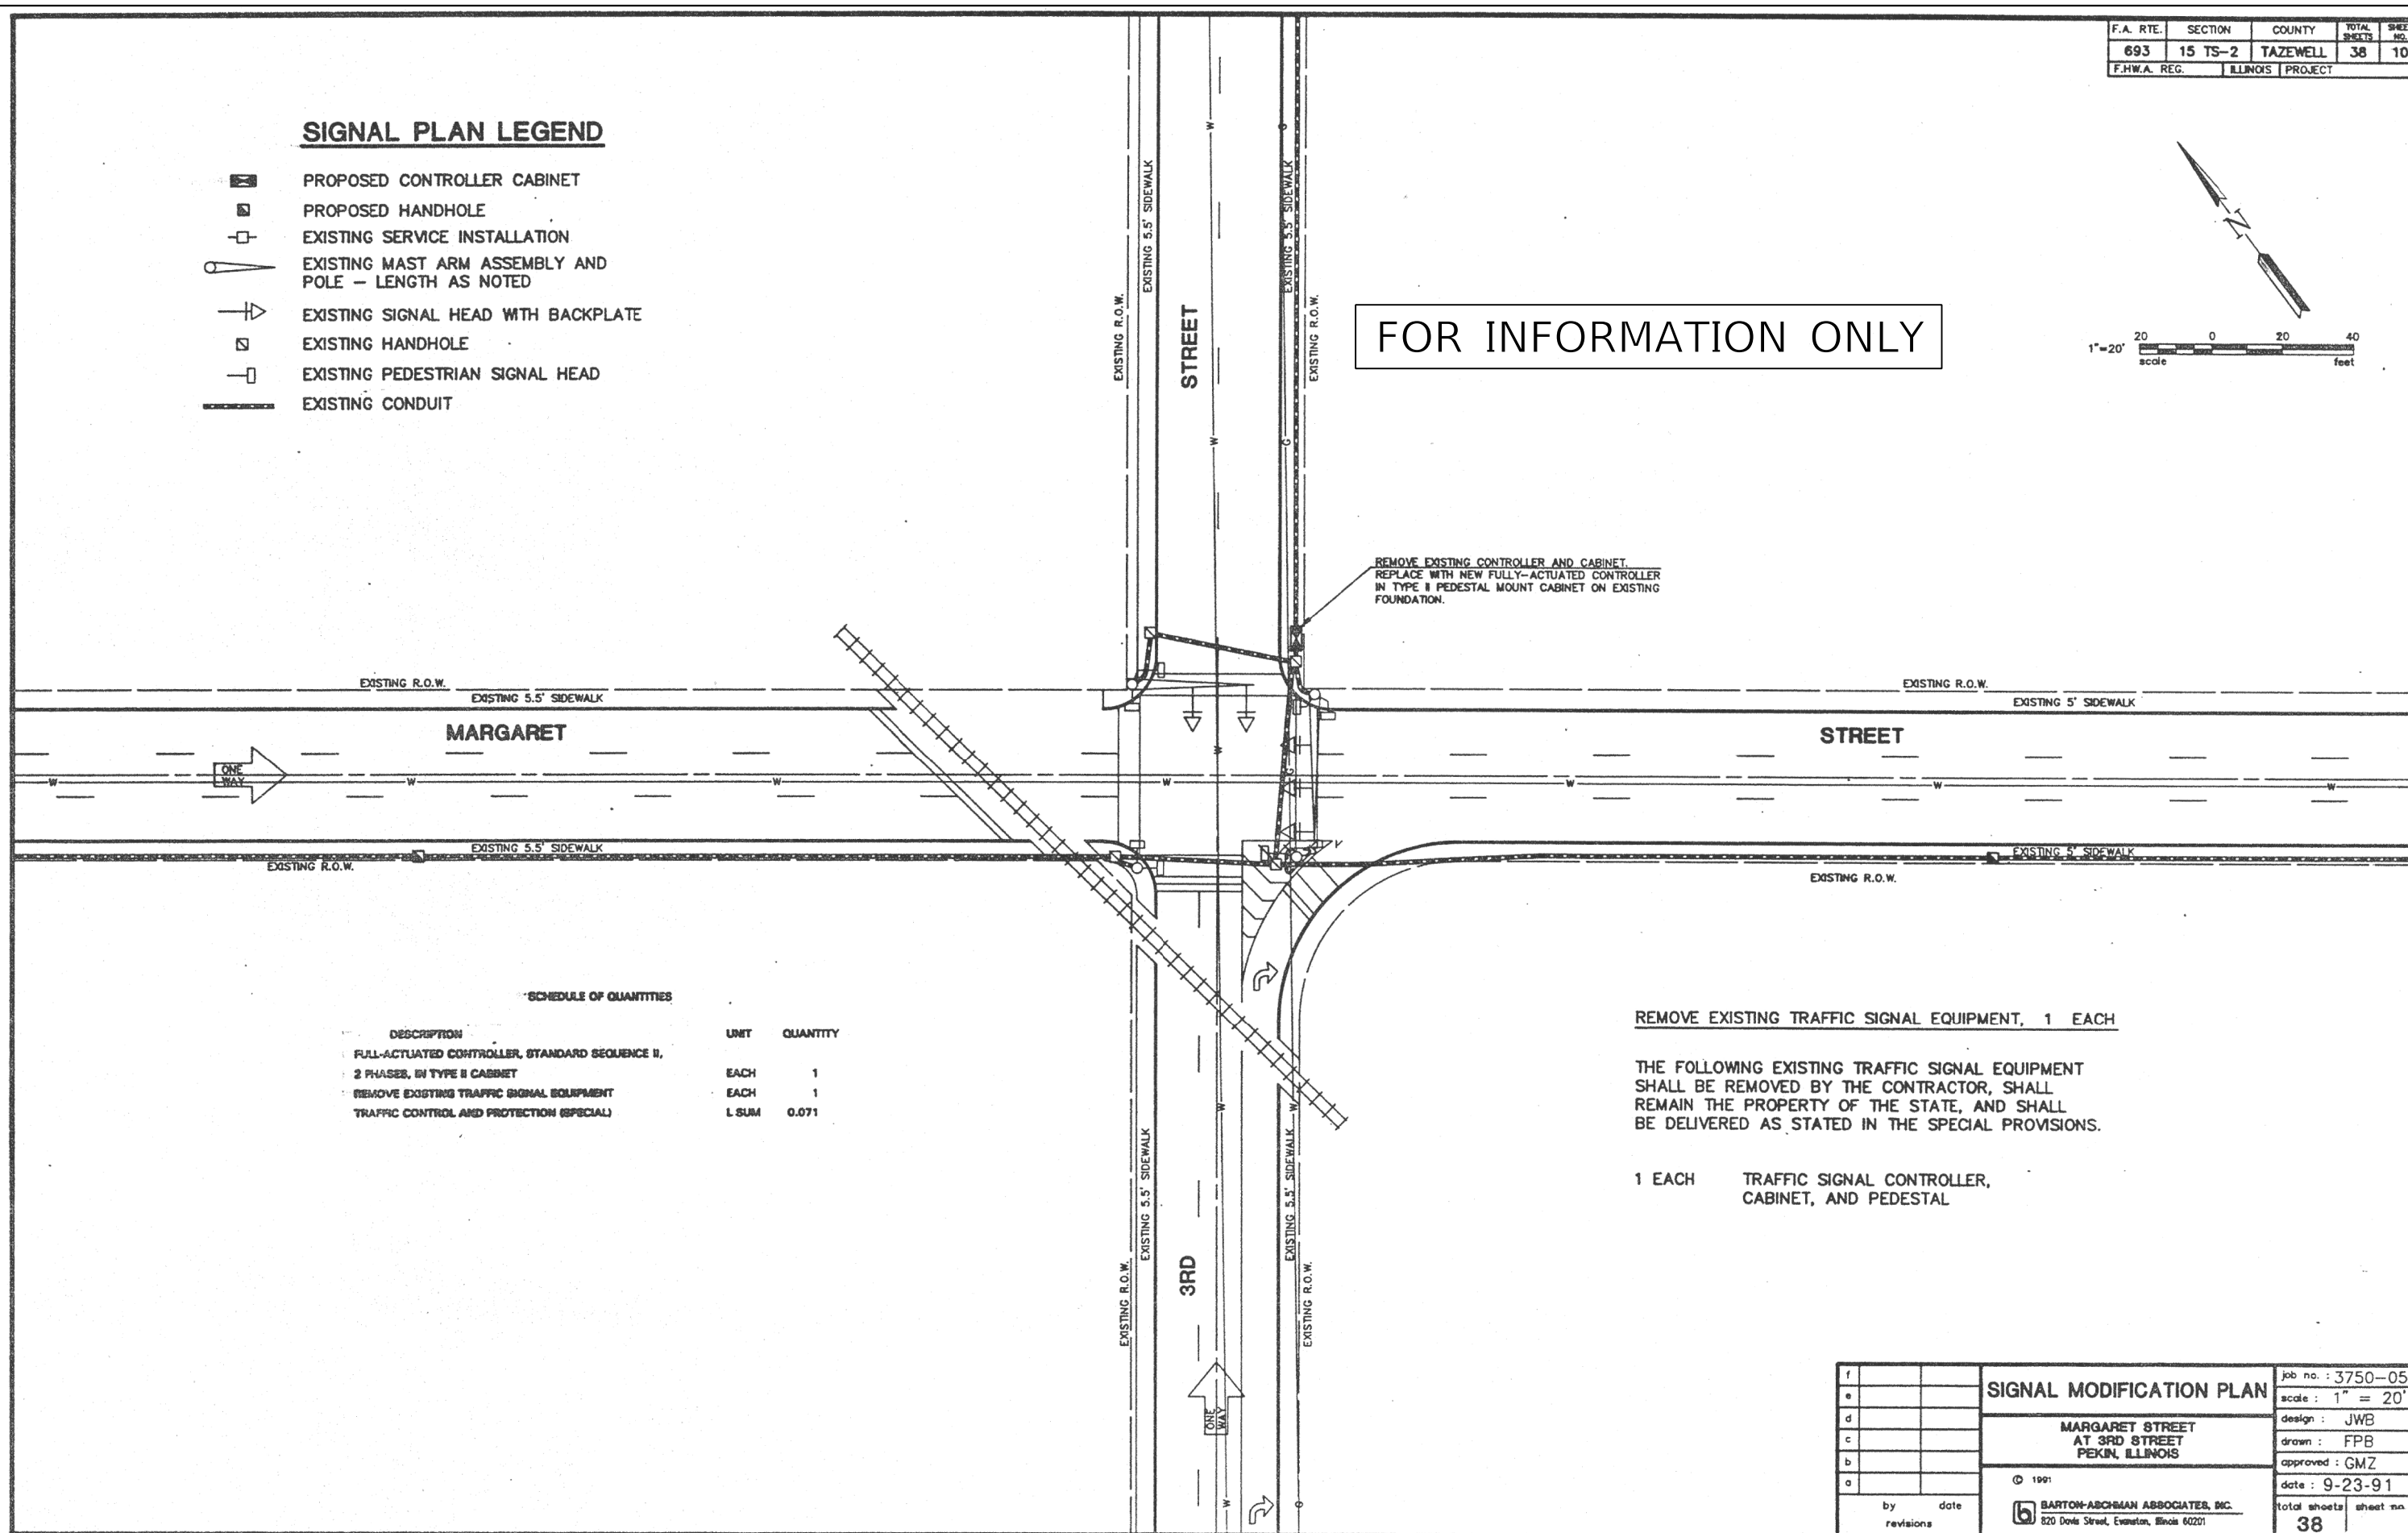 F.A. RTE. SECTION COUNTY TOTAL SHEETS
693 15 TS-2 TAZEWELL 38 10
F.HW.A. REG. ILLINOIS PROJECT
SIGNAL PLAN LEGEND
PROPOSED CONTROLLER CABINET
PROPOSED HANDHOLE
EXISTING SERVICE INSTALLATION
EXISTING MAST ARM ASSEMBLY AND
POLE - LENGTH AS NOTED
EXISTING SIGNAL HEAD WITH BACKPLATE
EXISTING HANDHOLE
EXISTING PEDESTRIAN SIGNAL HEAD
EXISTING CONDUIT
EXISTING 5.5' SIDEWALK
EXISTING 5.5' SIDEWALK
EXISTING R.O.W.
STREET
EXISTING R.O.W.
W
G
W
G
FOR INFORMATION ONLY
N
1"=20'
20 0 20 40
scale feet
REMOVE EXISTING CONTROLLER AND CABINET.
REPLACE WITH NEW FULLY-ACTUATED CONTROLLER
IN TYPE II PEDESTAL MOUNT CABINET ON EXISTING
FOUNDATION.
EXISTING R.O.W.
EXISTING 5.5' SIDEWALK
EXISTING R.O.W.
EXISTING 5' SIDEWALK
MARGARET
STREET
ONE
WAY
W W W W W G W W W
EXISTING 5.5' SIDEWALK
EXISTING R.O.W.
EXISTING 5' SIDEWALK
EXISTING R.O.W.
SCHEDULE OF QUANTITIES
DESCRIPTION UNIT QUANTITY
FULL-ACTUATED CONTROLLER, STANDARD SEQUENCE II,
2 PHASES, IN TYPE II CABINET EACH 1
REMOVE EXISTING TRAFFIC SIGNAL EQUIPMENT EACH 1
TRAFFIC CONTROL AND PROTECTION (SPECIAL) L SUM 0.071
REMOVE EXISTING TRAFFIC SIGNAL EQUIPMENT, 1 EACH
THE FOLLOWING EXISTING TRAFFIC SIGNAL EQUIPMENT
SHALL BE REMOVED BY THE CONTRACTOR, SHALL
REMAIN THE PROPERTY OF THE STATE, AND SHALL
BE DELIVERED AS STATED IN THE SPECIAL PROVISIONS.
1 EACH TRAFFIC SIGNAL CONTROLLER,
CABINET, AND PEDESTAL
W W
EXISTING 5.5' SIDEWALK
EXISTING 5.5' SIDEWALK
EXISTING R.O.W.
3RD
EXISTING R.O.W.
ONE
WAY
W G
f
e
d
c
b
a
by date
revisions
SIGNAL MODIFICATION PLAN
MARGARET STREET
AT 3RD STREET
PEKIN, ILLINOIS
© 1991
b
BARTON-ASCHMAN ASSOCIATES, INC.
820 Davis Street, Evanston, Illinois 60201
job no. : 3750-05
scale : 1" = 20'
design : JWB
drawn : FPB
approved : GMZ
date : 9-23-91
total sheets sheet no.
38